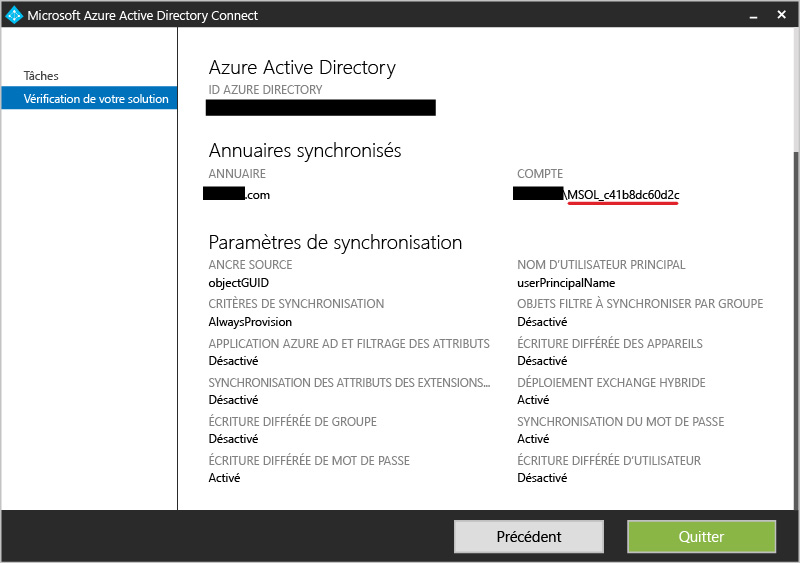 Microsoft Azure Active Directory Connect
Tâches
Vérification de votre solution
Azure Active Directory
ID AZURE DIRECTORY
Annuaires synchronisés
ANNUAIRE
COMPTE
.com
\MSOL_c41b8dc60d2c
Paramètres de synchronisation
ANCRE SOURCE
NOM D'UTILISATEUR PRINCIPAL
objectGUID
userPrincipalName
CRITÈRES DE SYNCHRONISATION
OBJETS FILTRE À SYNCHRONISER PAR GROUPE
AlwaysProvision
Désactivé
APPLICATION AZURE AD ET FILTRAGE DES ATTRIBUTS
ÉCRITURE DIFFÉRÉE DES APPAREILS
Désactivé
Désactivé
SYNCHRONISATION DES ATTRIBUTS DES EXTENSIONS...
DÉPLOIEMENT EXCHANGE HYBRIDE
Désactivé
Activé
ÉCRITURE DIFFÉRÉE DE GROUPE
SYNCHRONISATION DU MOT DE PASSE
Désactivé
Activé
ÉCRITURE DIFFÉRÉE DE MOT DE PASSE
ÉCRITURE DIFFÉRÉE D'UTILISATEUR
Activé
Désactivé
Précédent
Quitter